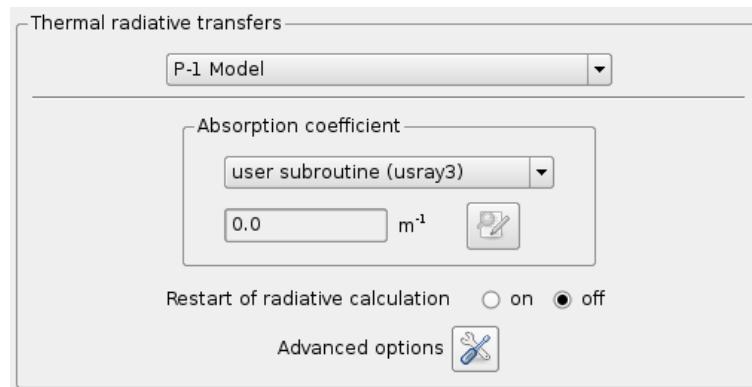 Thermal radiative transfers
P-1 Model
Absorption coefficient
user subroutine (usray3)
0.0 m⁻¹
Restart of radiative calculation on off
Advanced options